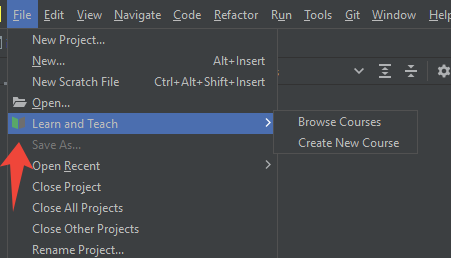 File Edit View Navigate Code Refactor Run Tools Git Window Help
New Project...
New... Alt+Insert
New Scratch File Ctrl+Alt+Shift+Insert
Open...
Learn and Teach
Browse Courses
Create New Course
Save As...
Open Recent
Close Project
Close All Projects
Close Other Projects
Rename Project...